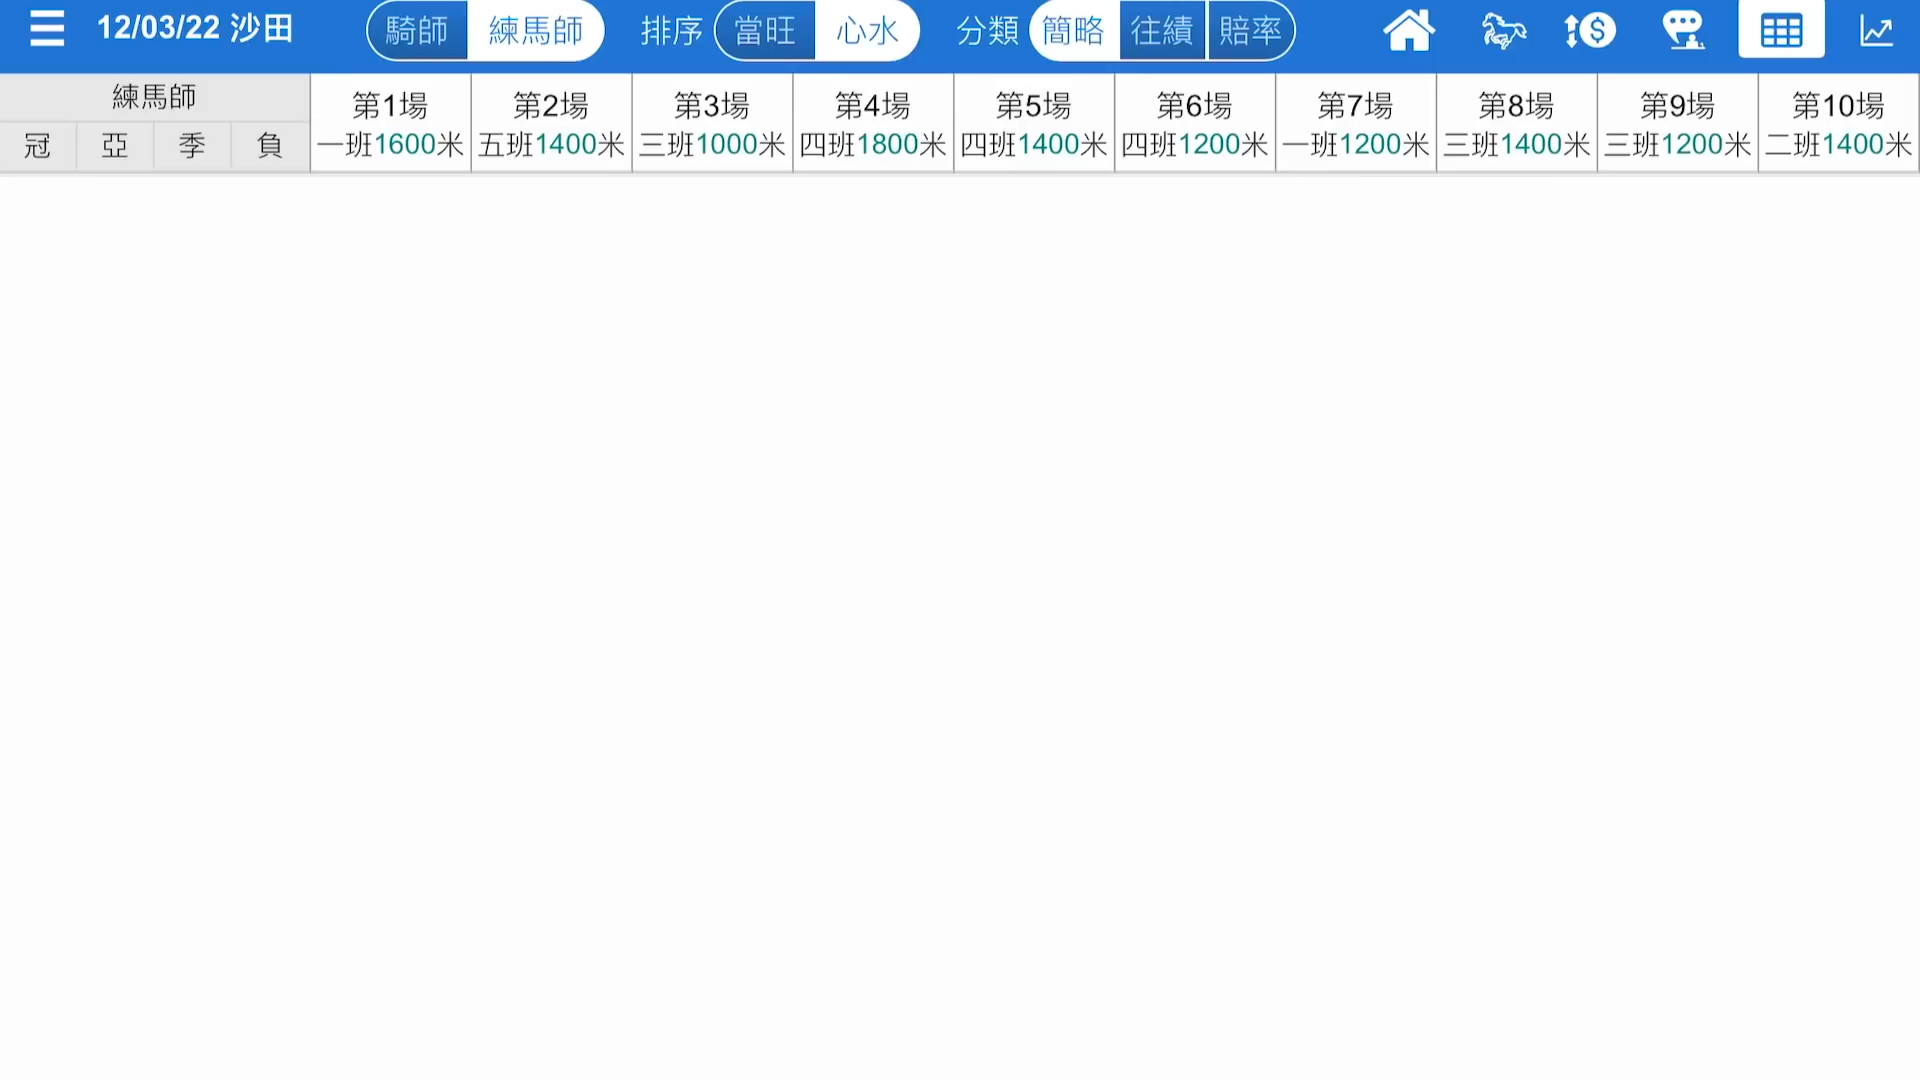 12/03/22 沙田
騎師 練馬師 排序 當旺 心水 分類 簡略 往績 賠率
練馬師
冠 亞 季 負
第1場 第2場 第3場 第4場 第5場 第6場 第7場 第8場 第9場 第10場
一班1600米 五班1400米 三班1000米 四班1800米 四班1400米 四班1200米 一班1200米 三班1400米 三班1200米 二班1400米